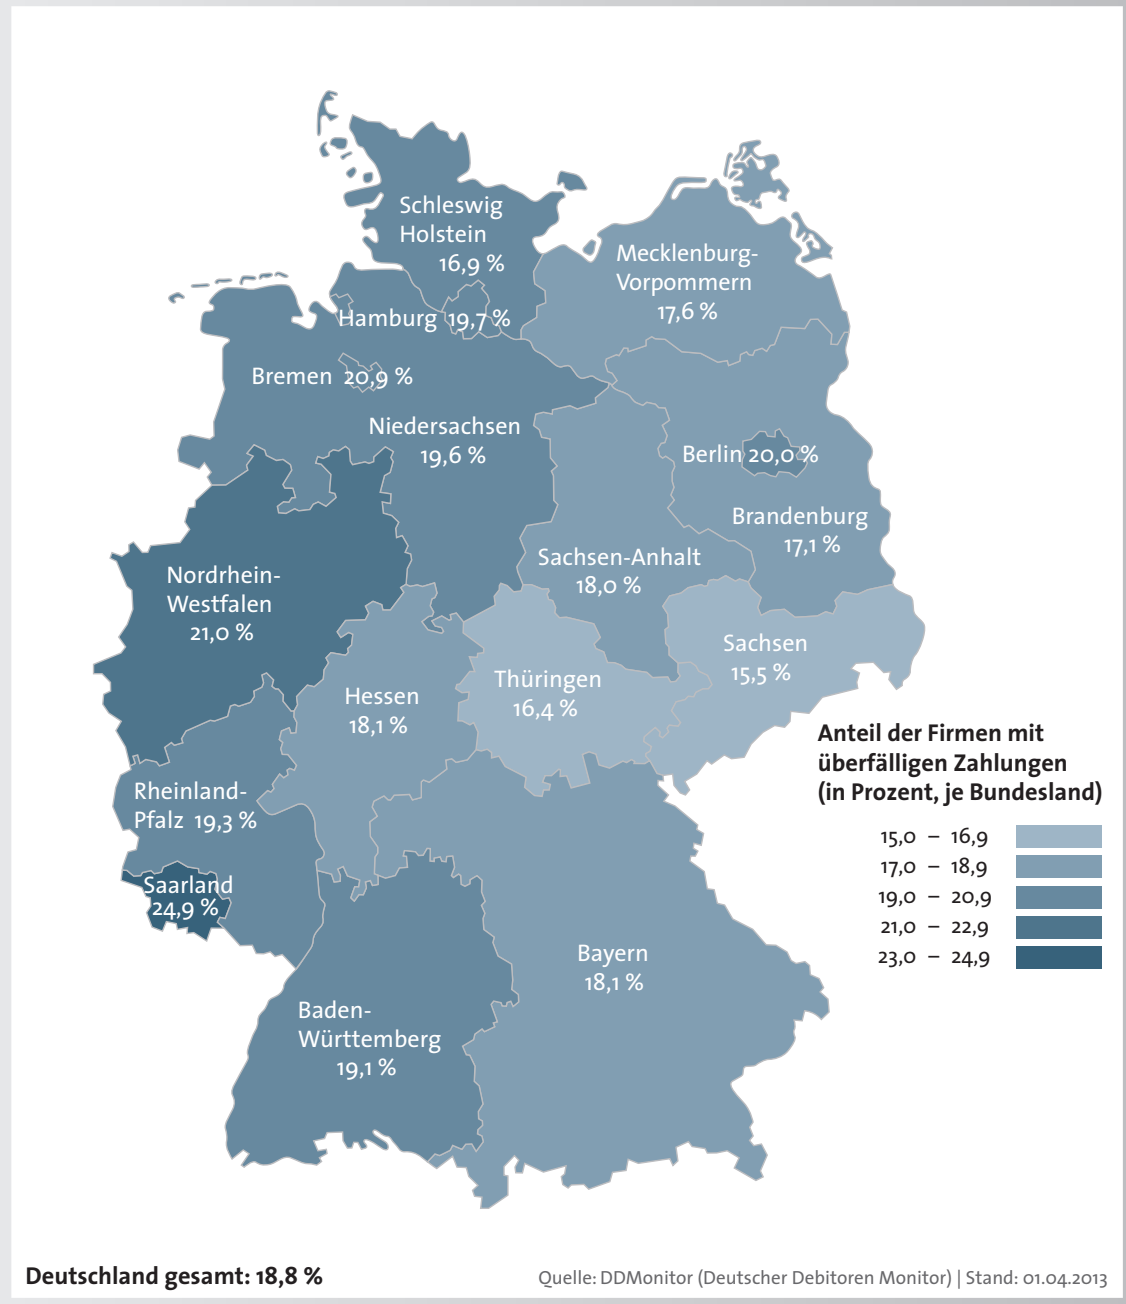 Schleswig
Holstein
16,9 %
Mecklenburg-
Vorpommern
17,6 %
Hamburg 19,7 %
Bremen 20,9 %
Niedersachsen
19,6 %
Berlin 20,0 %
Brandenburg
17,1 %
Sachsen-Anhalt
18,0 %
Nordrhein-
Westfalen
21,0 %
Sachsen
15,5 %
Thüringen
16,4 %
Hessen
18,1 %
Anteil der Firmen mit
überfälligen Zahlungen
(in Prozent, je Bundesland)
15,0 – 16,9
17,0 – 18,9
19,0 – 20,9
21,0 – 22,9
23,0 – 24,9
Rheinland-
Pfalz 19,3 %
Saarland
24,9 %
Bayern
18,1 %
Baden-
Württemberg
19,1 %
Deutschland gesamt: 18,8 %
Quelle: DDMonitor (Deutscher Debitoren Monitor) | Stand: 01.04.2013